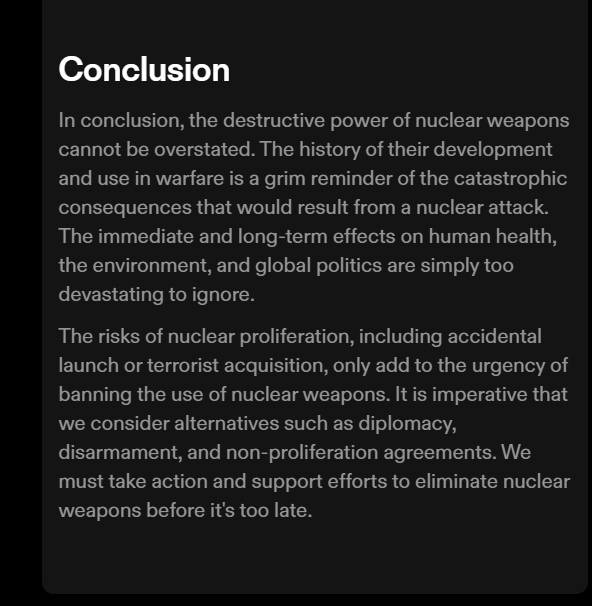 Conclusion
In conclusion, the destructive power of nuclear weapons
cannot be overstated. The history of their development
and use in warfare is a grim reminder of the catastrophic
consequences that would result from a nuclear attack.
The immediate and long-term effects on human health,
the environment, and global politics are simply too
devastating to ignore.
The risks of nuclear proliferation, including accidental
launch or terrorist acquisition, only add to the urgency of
banning the use of nuclear weapons. It is imperative that
we consider alternatives such as diplomacy,
disarmament, and non-proliferation agreements. We
must take action and support efforts to eliminate nuclear
weapons before it's too late.